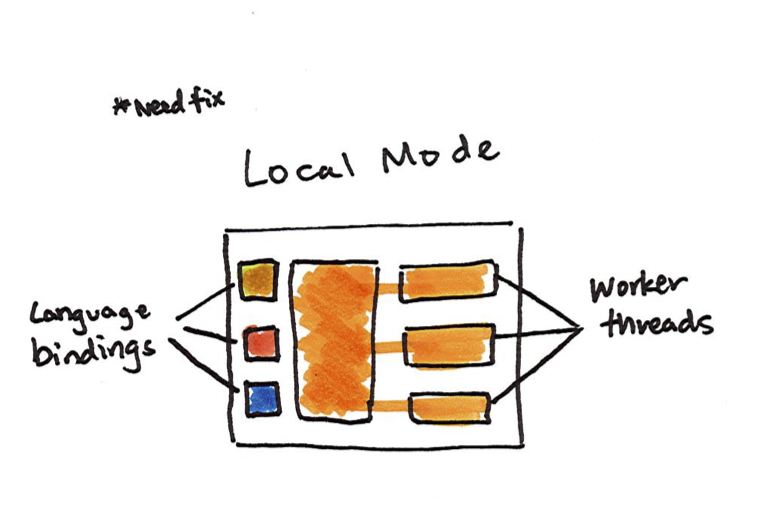 *Need fix
Local Mode
Language
bindings
Worker
threads